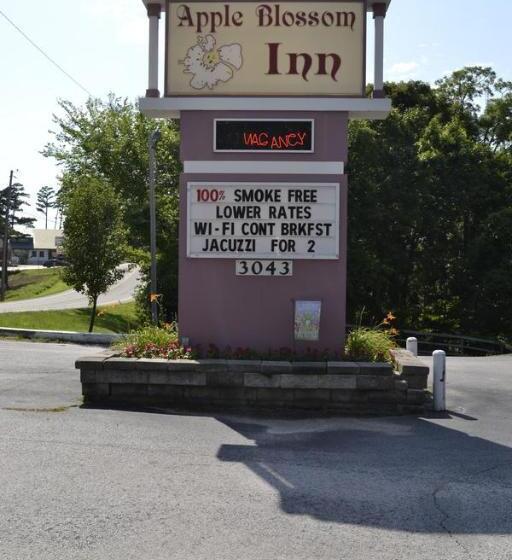 Apple Blossom
Inn
VACANCY
100% SMOKE FREE
LOWER RATES
WI-FI CONT BRKFST
JACUZZI FOR 2
3043